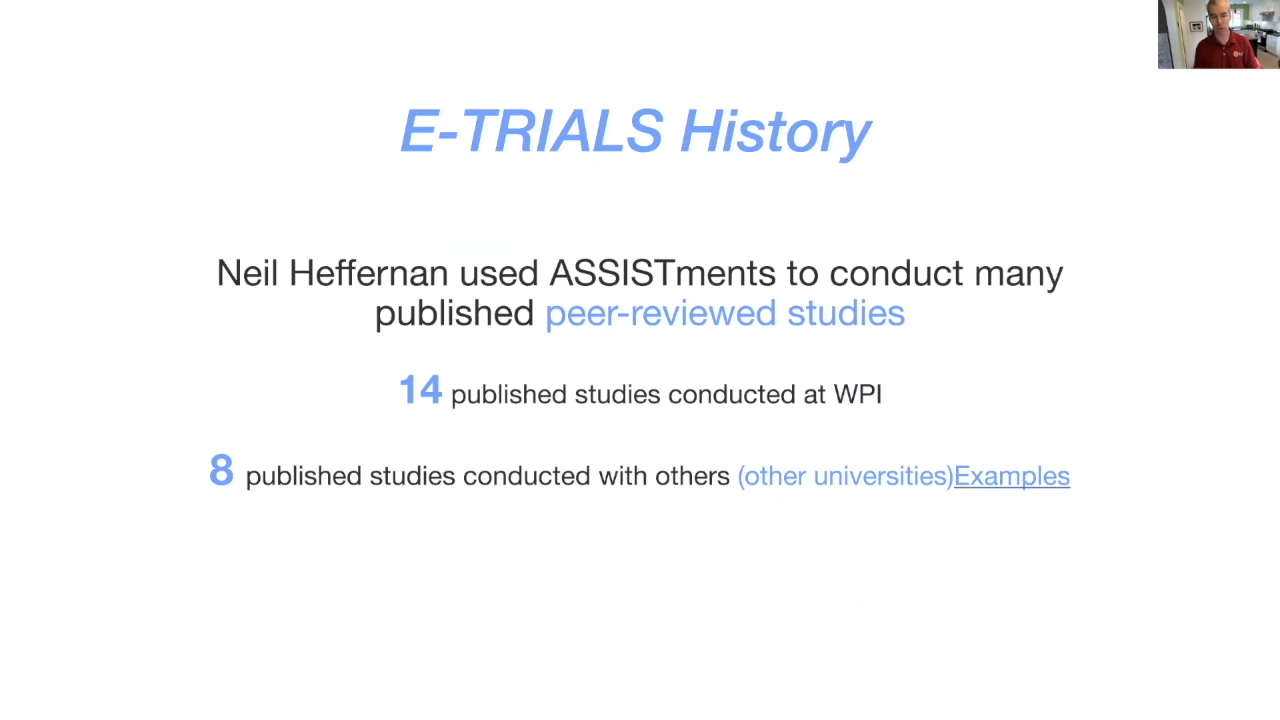 E-TRIALS History
Neil Heffernan used ASSISTments to conduct many
published peer-reviewed studies
14 published studies conducted at WPI
8 published studies conducted with others (other universities)Examples